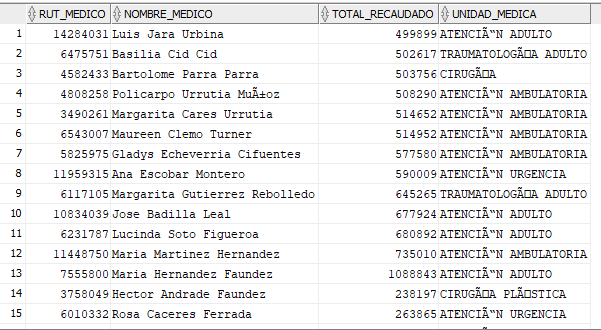 RUT_MEDICO NOMBRE_MEDICO TOTAL_RECAUDADO UNIDAD_MEDICA
1 14284031 Luis Jara Urbina 499899 ATENCIÃ“N ADULTO
2 6475751 Basilia Cid Cid 502617 TRAUMATOLOGÃ□A ADULTO
3 4582433 Bartolome Parra Parra 503756 CIRUGÃ□A
4 4808258 Policarpo Urrutia MuÃ±oz 508290 ATENCIÃ“N AMBULATORIA
5 3490261 Margarita Cares Urrutia 514652 ATENCIÃ“N AMBULATORIA
6 6543007 Maureen Clemo Turner 514952 ATENCIÃ“N AMBULATORIA
7 5825975 Gladys Echeverria Cifuentes 577580 ATENCIÃ“N AMBULATORIA
8 11959315 Ana Escobar Montero 590009 ATENCIÃ“N URGENCIA
9 6117105 Margarita Gutierrez Rebolledo 645265 TRAUMATOLOGÃ□A ADULTO
10 10834039 Jose Badilla Leal 677924 ATENCIÃ“N ADULTO
11 6231787 Lucinda Soto Figueroa 680892 ATENCIÃ“N ADULTO
12 11448750 Maria Martinez Hernandez 735010 ATENCIÃ“N AMBULATORIA
13 7555800 Maria Hernandez Faundez 1088843 ATENCIÃ“N ADULTO
14 3758049 Hector Andrade Faundez 238197 CIRUGÃ□A PLÃ□STICA
15 6010332 Rosa Caceres Ferrada 263865 ATENCIÃ“N URGENCIA